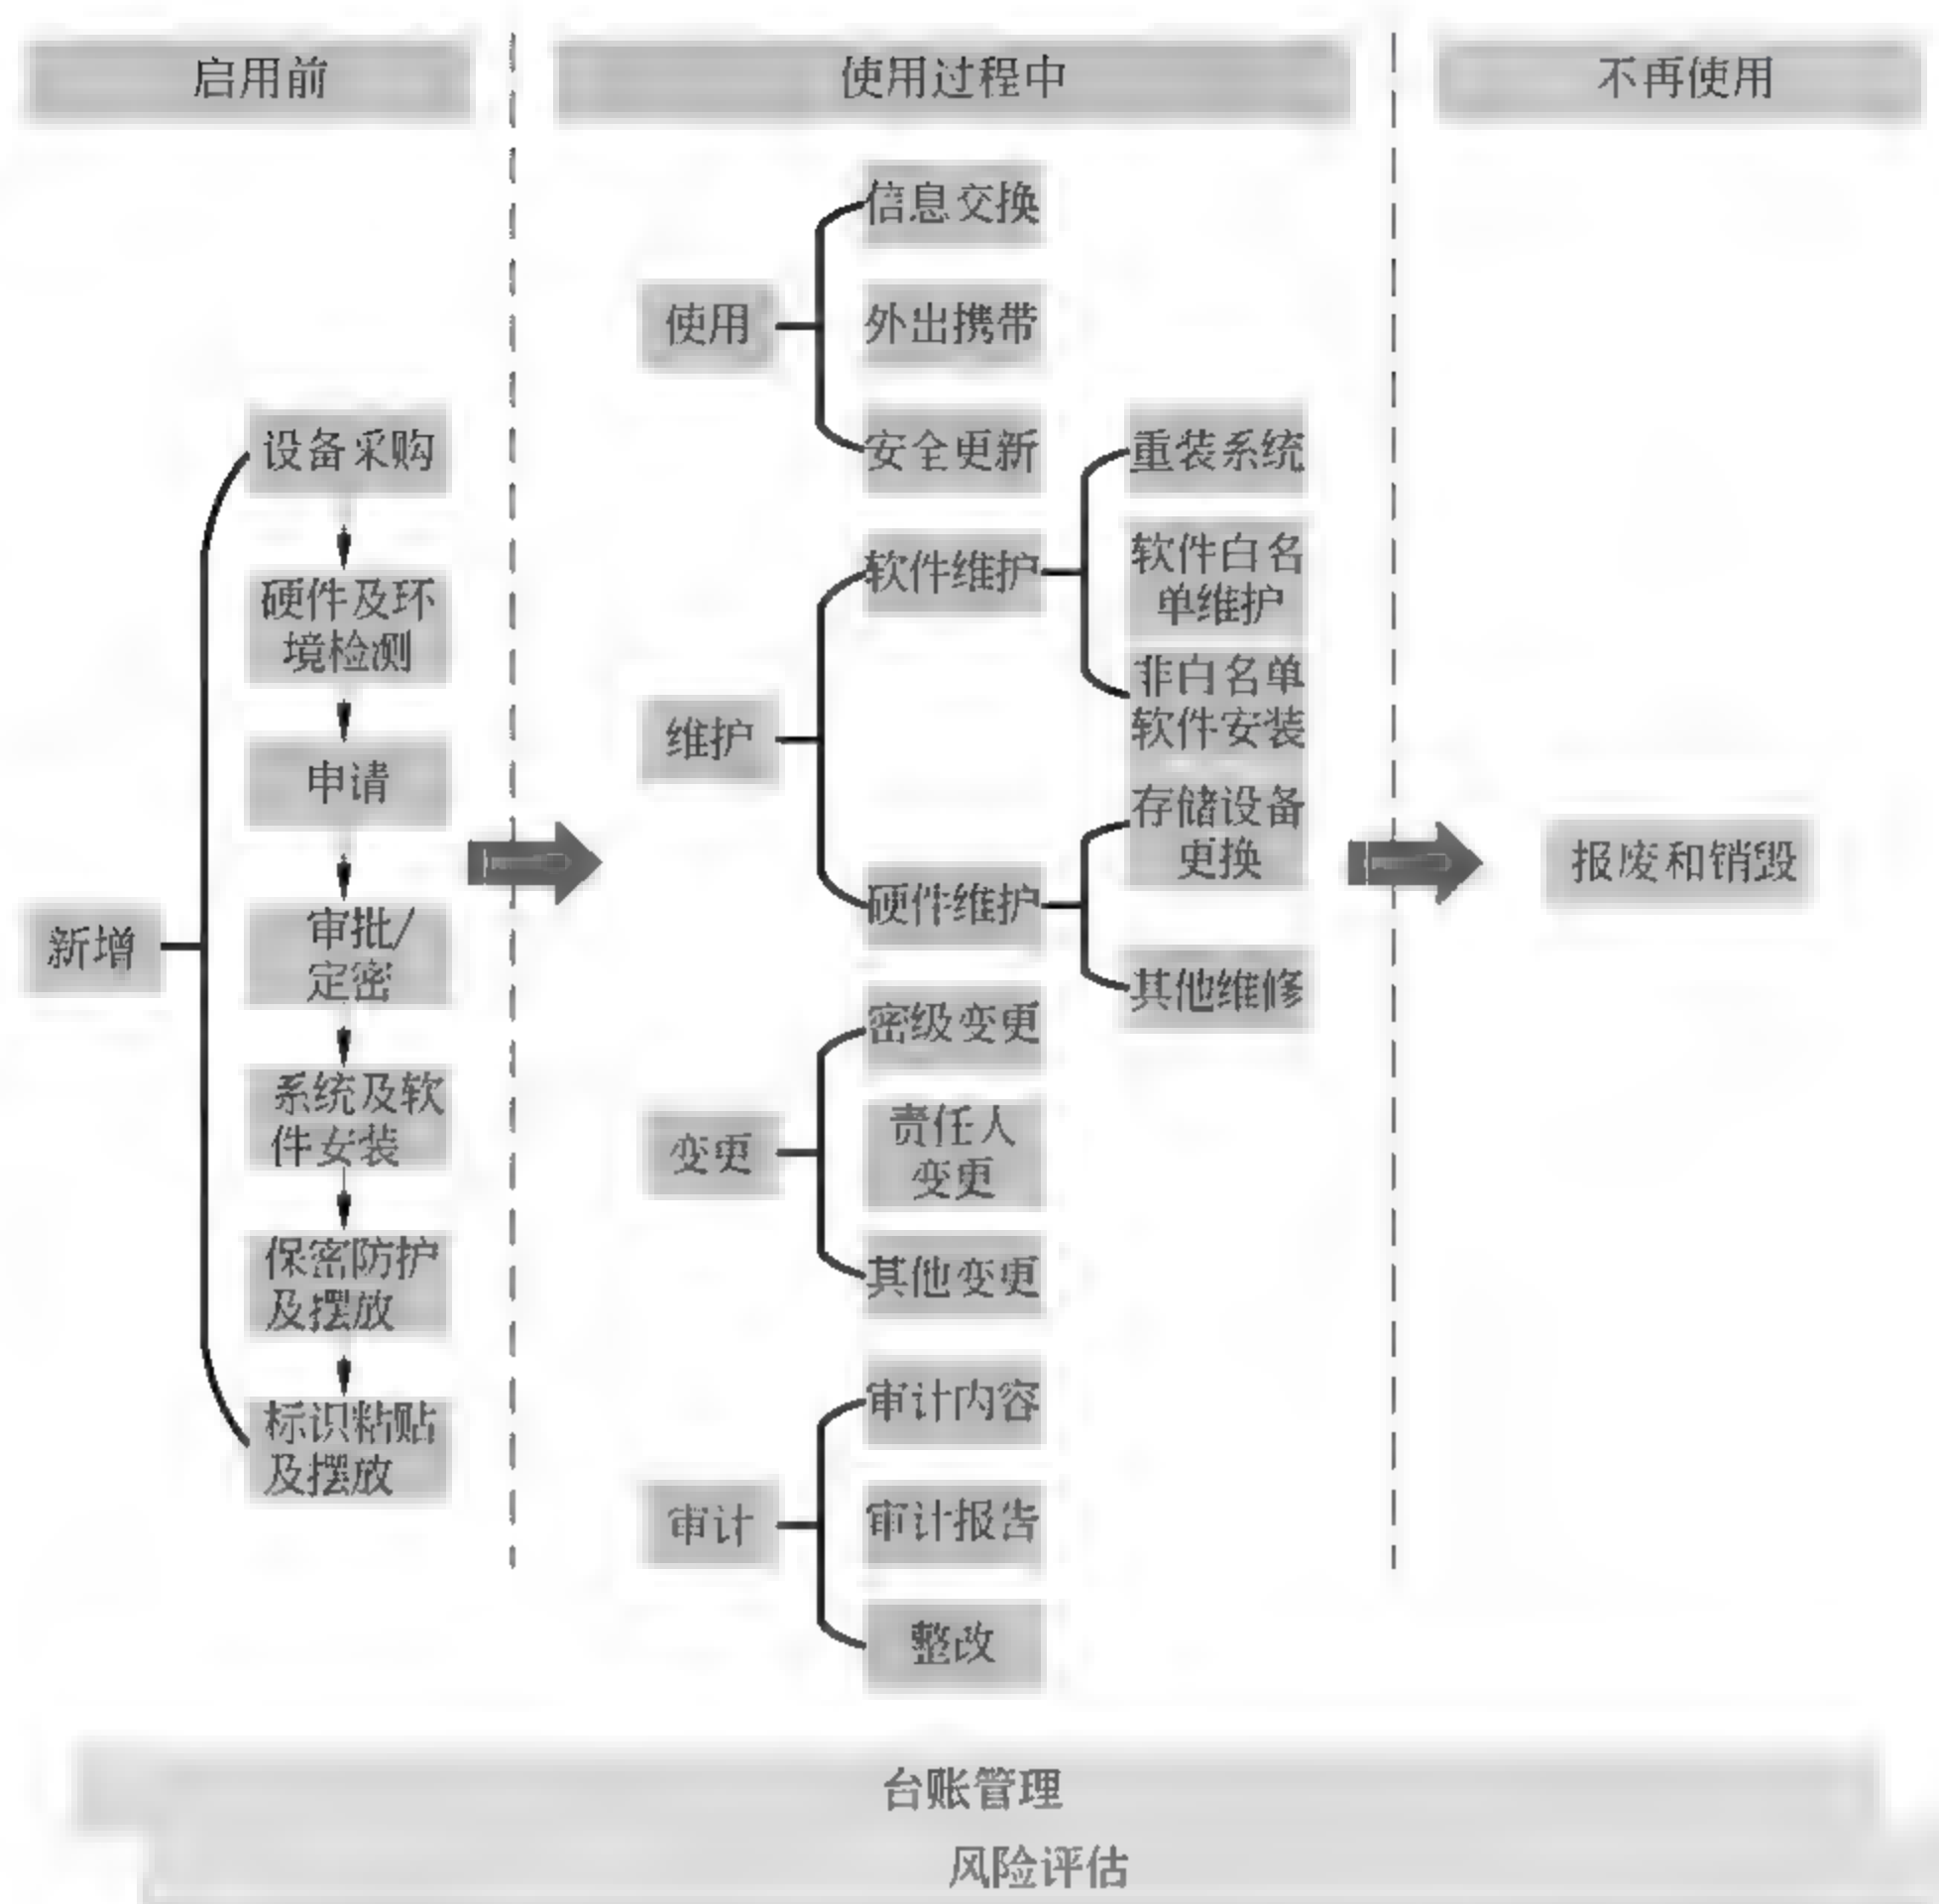 启用前
使用过程中
不再使用
新增
设备采购
硬件及环
境检测
申请
审批/
定密
系统及软
件安装
保密防护
及摆放
标识粘贴
及摆放
使用
信息交换
外出携带
安全更新
维护
软件维护
重装系统
软件白名
单维护
非白名单
软件安装
硬件维护
存储设备
更换
其他维修
变更
密级变更
责任人
变更
其他变更
审计
审计内容
审计报告
整改
报废和销毁
台账管理
风险评估